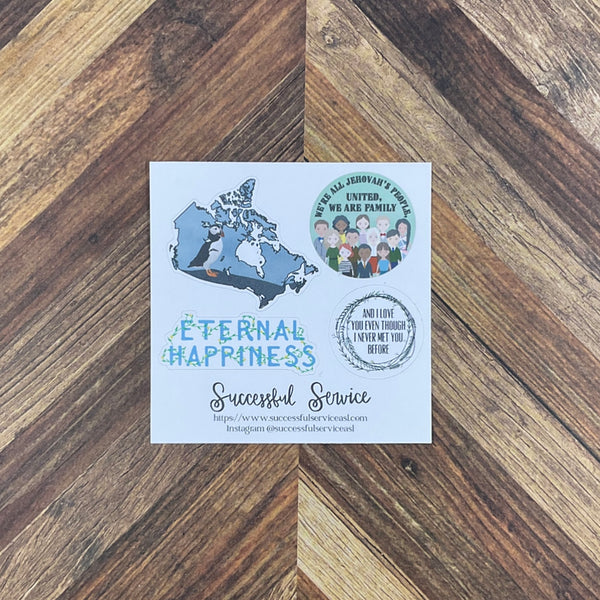 WE'RE ALL JEHOVAH'S PEOPLE,
UNITED,
WE ARE FAMILY
ETERNAL
HAPPINESS
AND I LOVE
YOU EVEN THOUGH
I NEVER MET YOU
BEFORE
Successful Service
https//www.successfulserviceasl.com
Instagram @successfulserviceasl